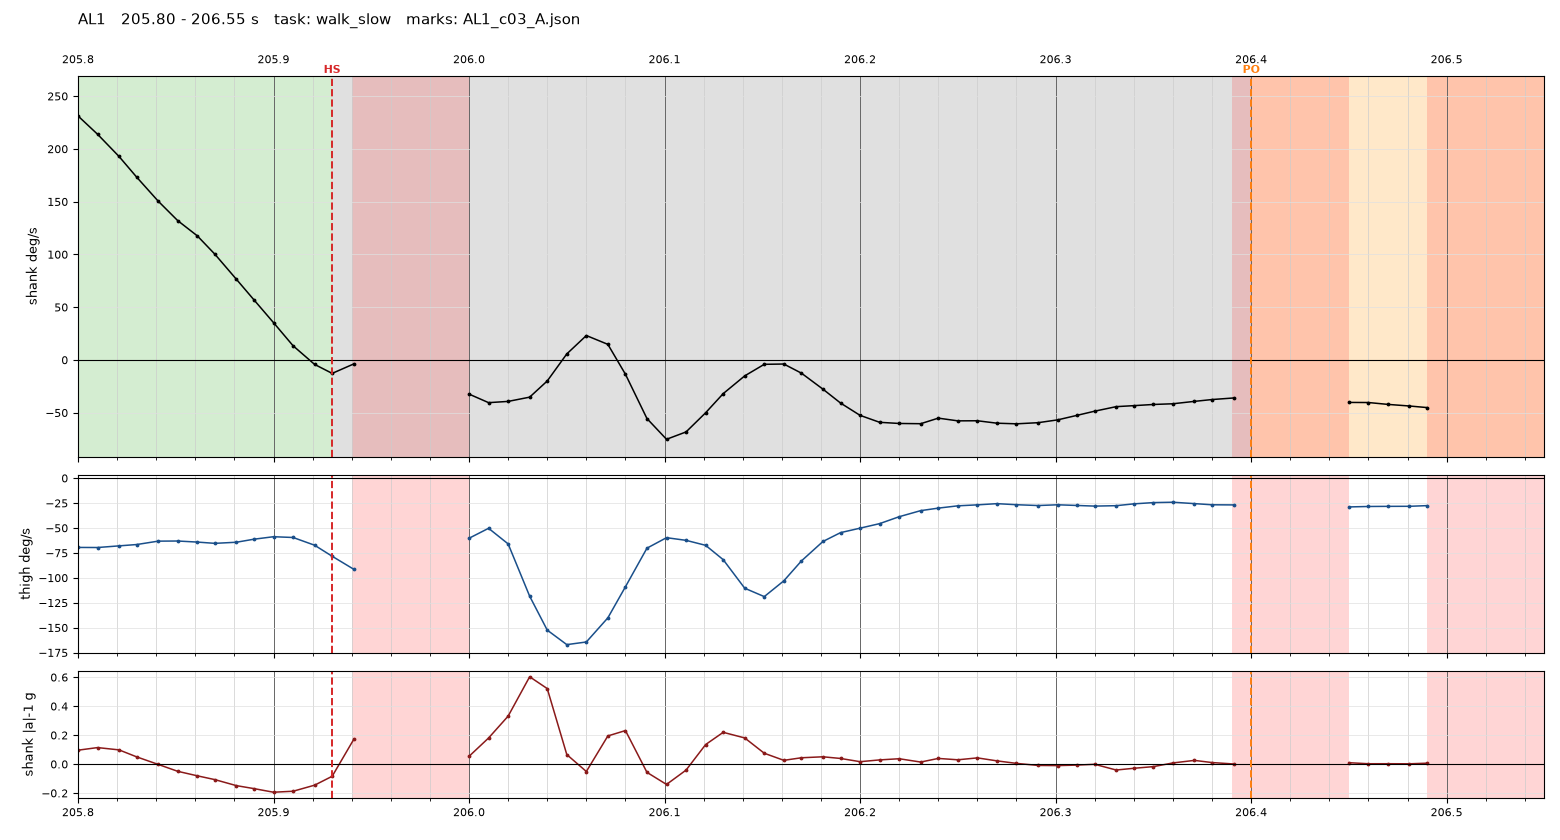 AL1   205.80 - 206.55 s   task: walk_slow   marks: AL1_c03_A.json
205.8 205.9 206.0 206.1 206.2 206.3 206.4 206.5
HS PO
250
200
150
100
50
0
−50
shank deg/s
0
−25
−50
−75
−100
−125
−150
−175
thigh deg/s
0.6
0.4
0.2
0.0
−0.2
shank |a|-1 g
205.8 205.9 206.0 206.1 206.2 206.3 206.4 206.5